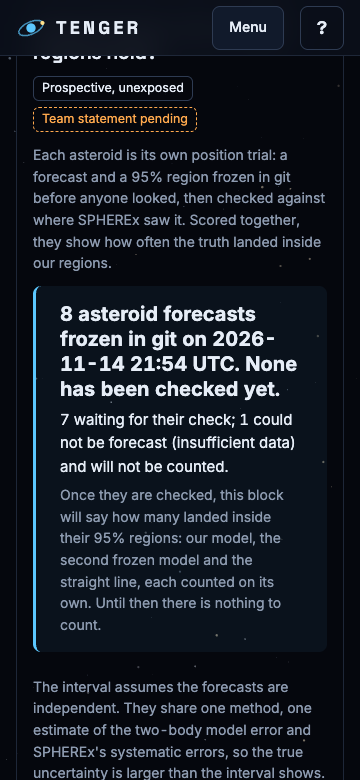 TENGER
Menu
?
regions hold?
Prospective, unexposed
Team statement pending
Each asteroid is its own position trial: a
forecast and a 95% region frozen in git
before anyone looked, then checked against
where SPHEREx saw it. Scored together,
they show how often the truth landed inside
our regions.
8 asteroid forecasts
frozen in git on 2026-
11-14 21:54 UTC. None
has been checked yet.
7 waiting for their check; 1 could
not be forecast (insufficient data)
and will not be counted.
Once they are checked, this block
will say how many landed inside
their 95% regions: our model, the
second frozen model and the
straight line, each counted on its
own. Until then there is nothing to
count.
The interval assumes the forecasts are
independent. They share one method, one
estimate of the two-body model error and
SPHEREx's systematic errors, so the true
uncertainty is larger than the interval shows.